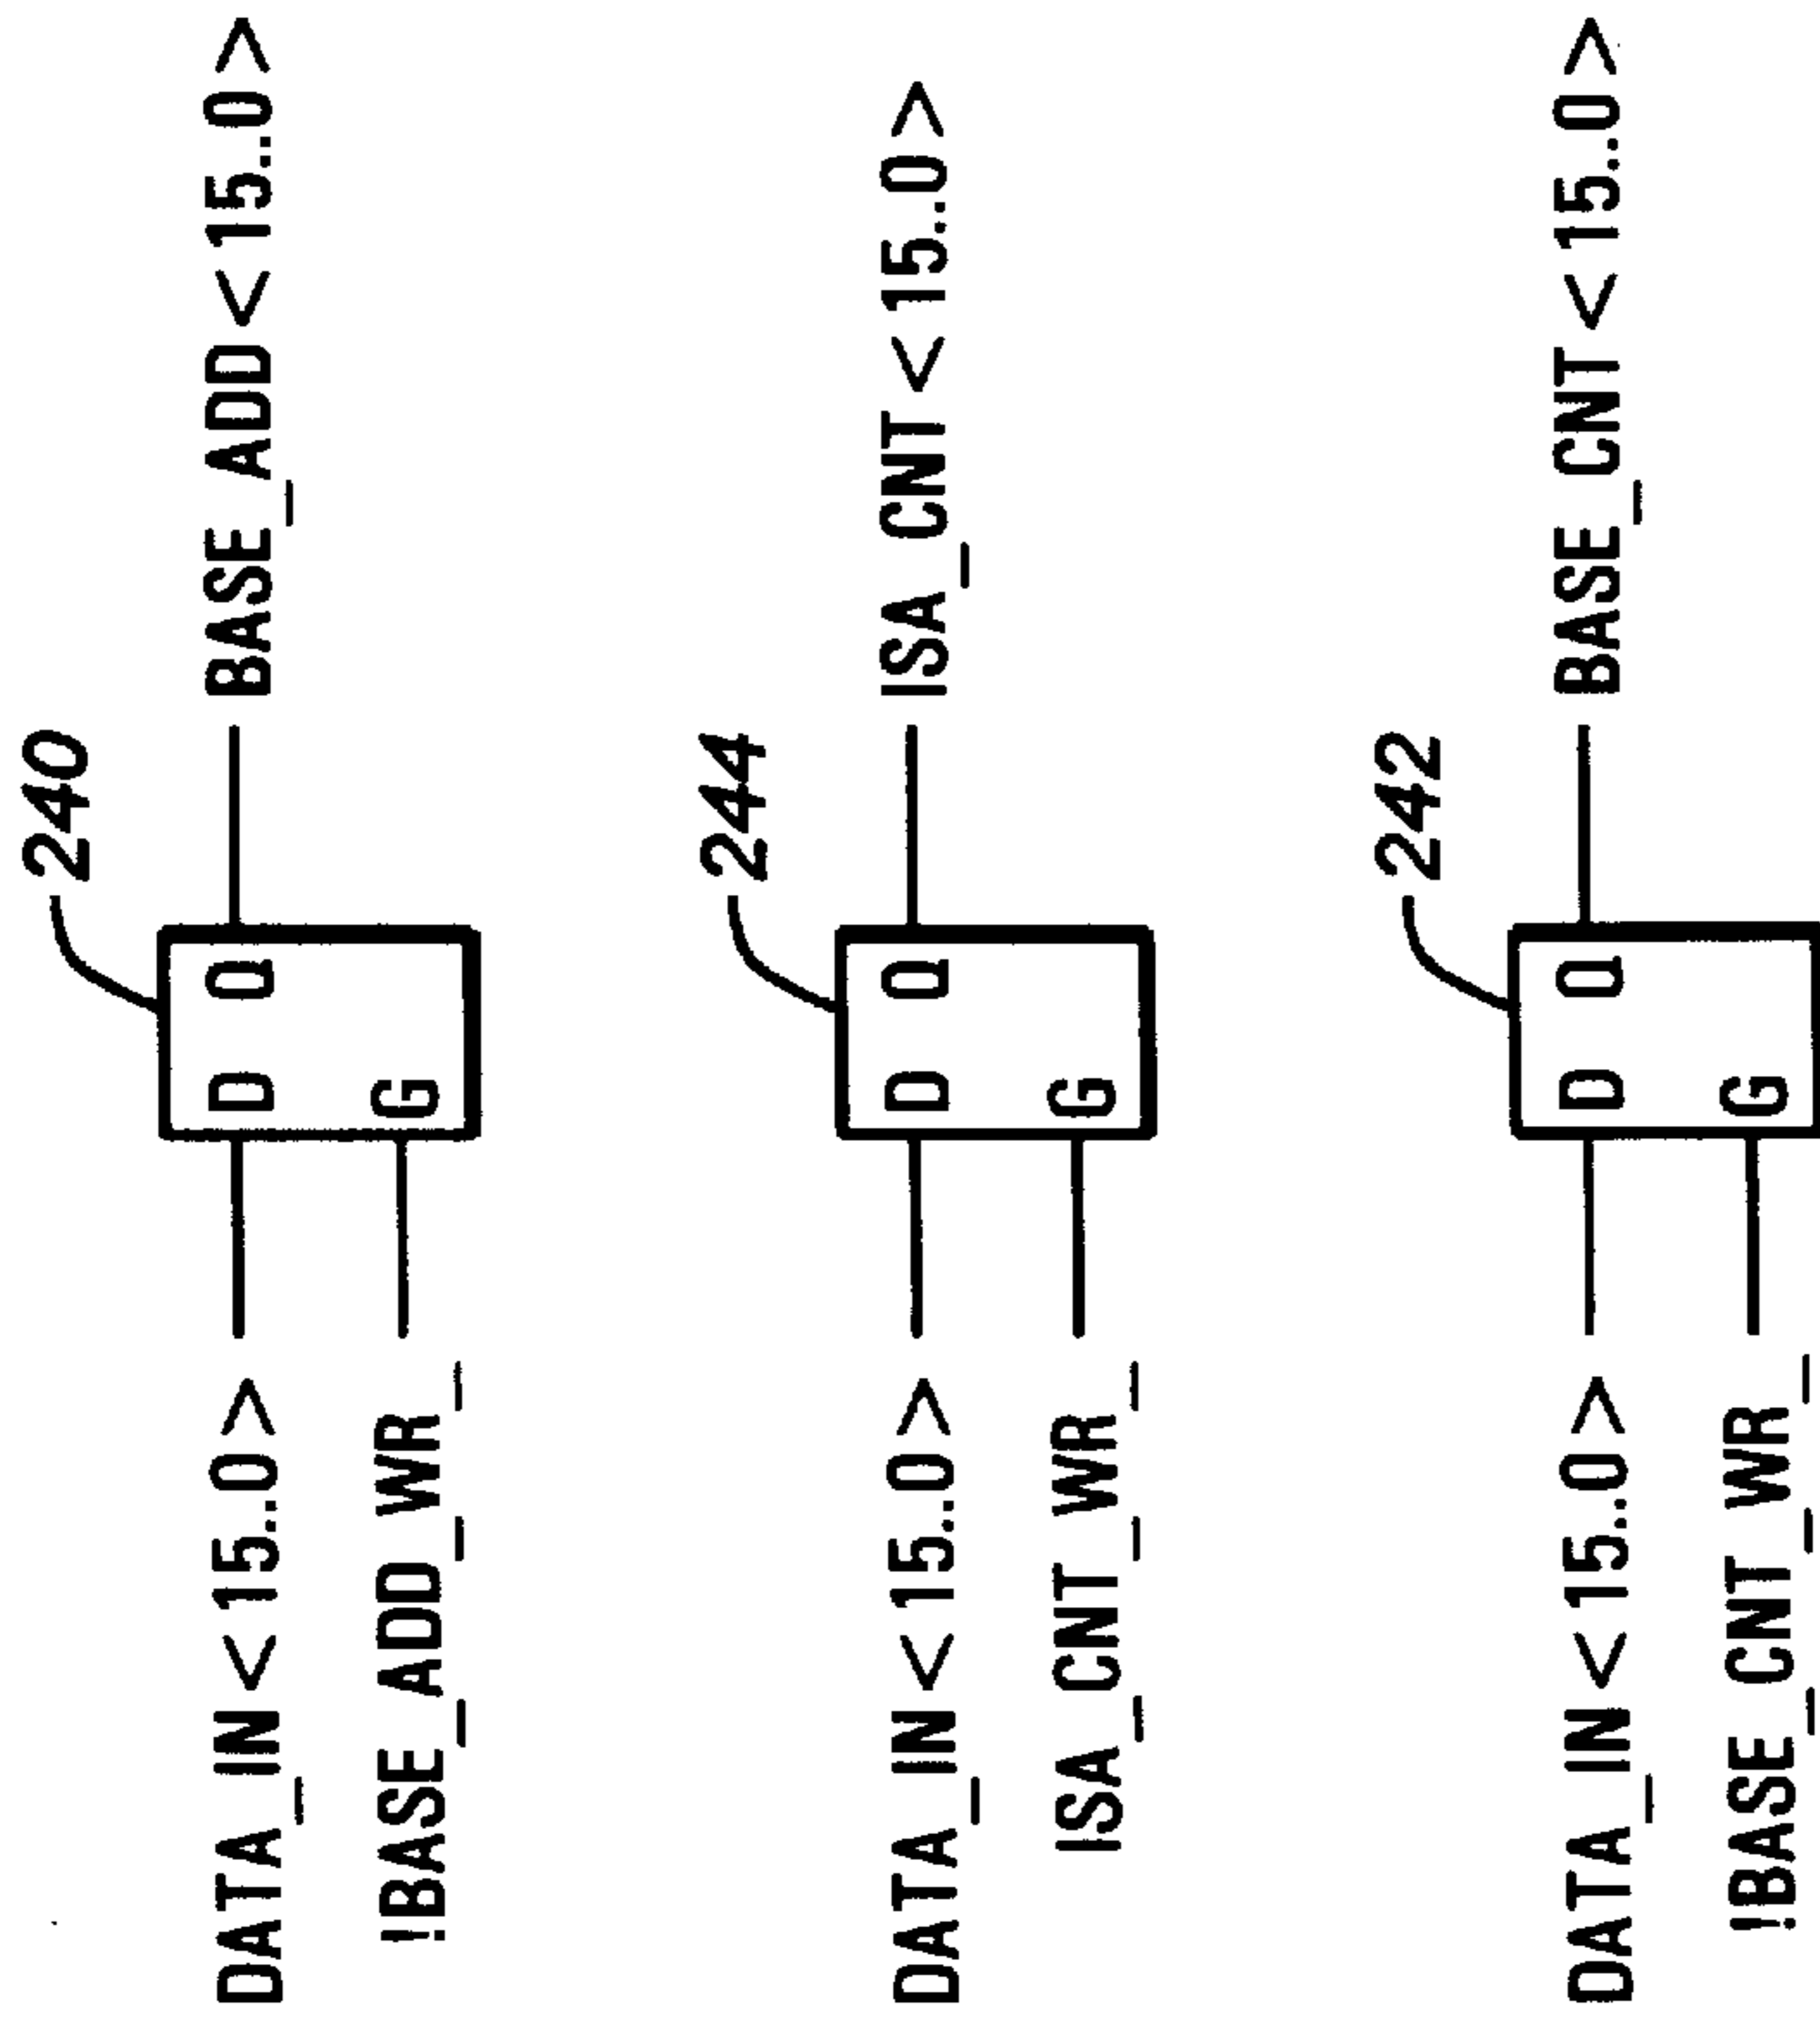 240
DATA_IN<15..0> D Q BASE_ADD<15..0>
!BASE_ADD_WR_ G
244
DATA_IN<15..0> D Q ISA_CNT<15..0>
ISA_CNT_WR_ G
242
DATA_IN<15..0> D Q BASE_CNT<15..0>
!BASE_CNT_WR_ G